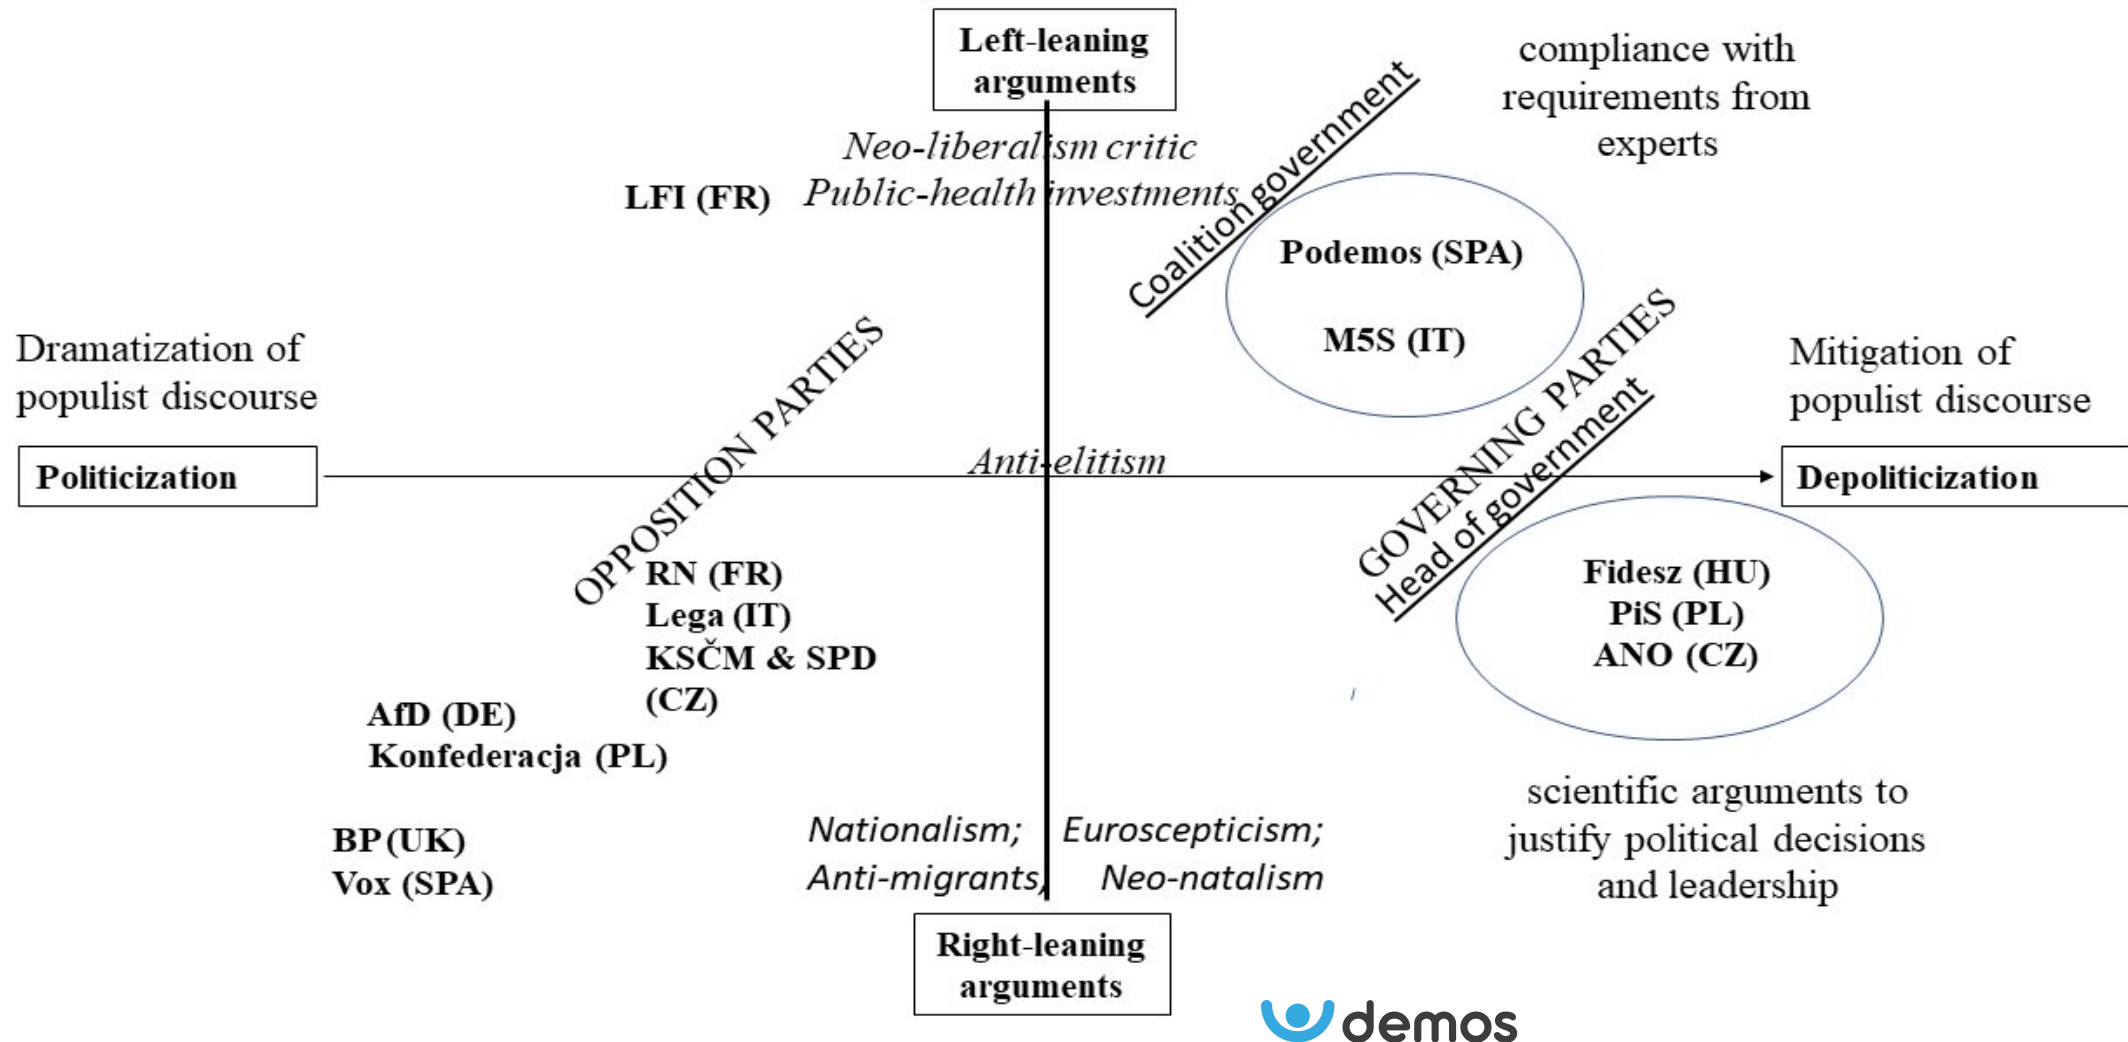 Left-leaning
arguments
compliance with
requirements from
experts
Neo-liberalism critic
Public-health investments
LFI (FR)
Coalition government
Podemos (SPA)
M5S (IT)
Dramatization of
populist discourse
OPPOSITION PARTIES
GOVERNING PARTIES
Head of government
Mitigation of
populist discourse
Politicization
Anti-elitism
Depoliticization
RN (FR)
Lega (IT)
KSČM & SPD
(CZ)
Fidesz (HU)
PiS (PL)
ANO (CZ)
AfD (DE)
Konfederacja (PL)
BP (UK)
Vox (SPA)
Nationalism; Euroscepticism;
Anti-migrants; Neo-natalism
scientific arguments to
justify political decisions
and leadership
Right-leaning
arguments
demos